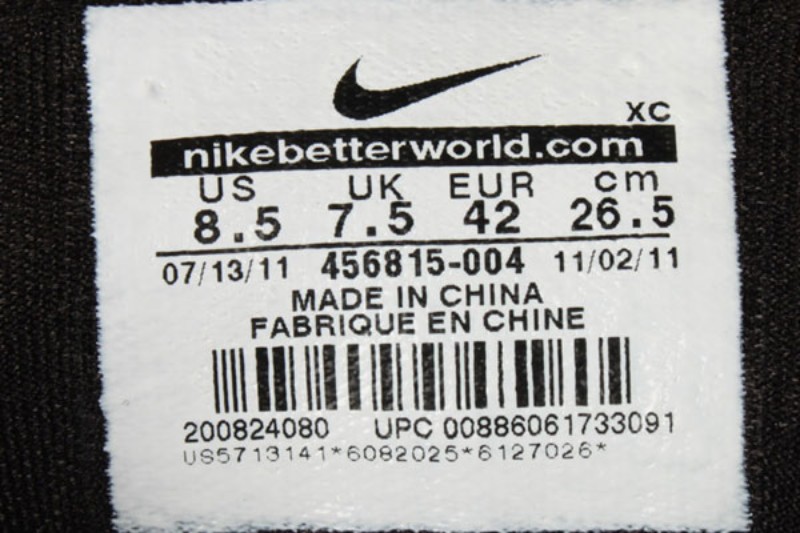 XC
nikebetterworld.com
US UK EUR cm
8.5 7.5 42 26.5
07/13/11 456815-004 11/02/11
MADE IN CHINA
FABRIQUE EN CHINE
200824080 UPC 00886061733091
US5713141*6082025*6127026*